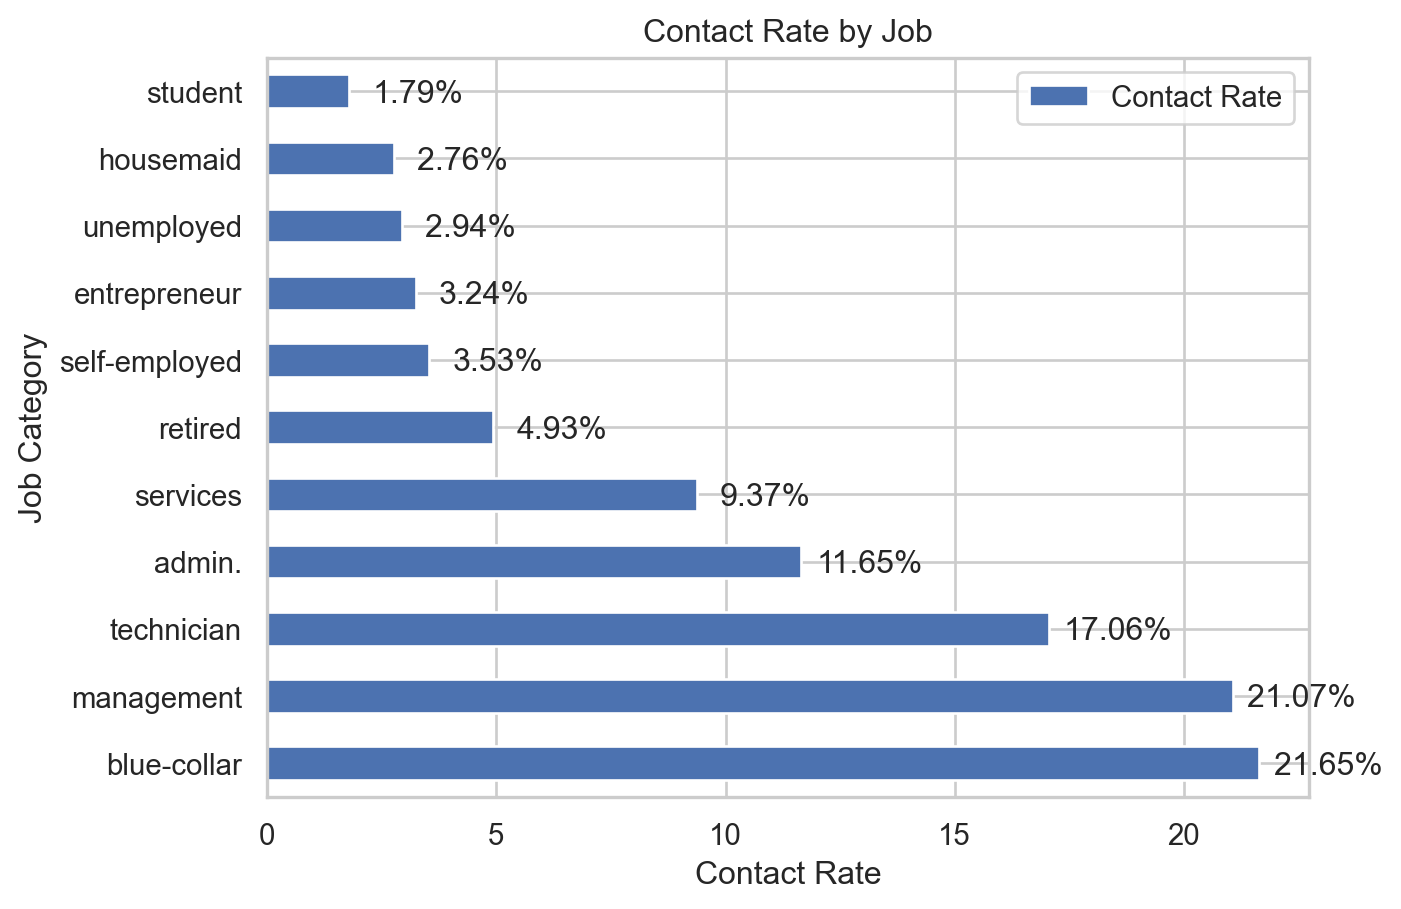 Contact Rate by Job
Contact Rate
student 1.79%
housemaid 2.76%
unemployed 2.94%
entrepreneur 3.24%
self-employed 3.53%
retired 4.93%
services 9.37%
admin. 11.65%
technician 17.06%
management 21.07%
blue-collar 21.65%
Job Category
0 5 10 15 20
Contact Rate